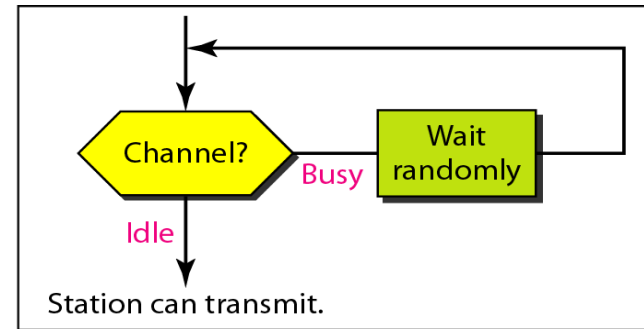 Channel?
Busy
Wait
randomly
Idle
Station can transmit.